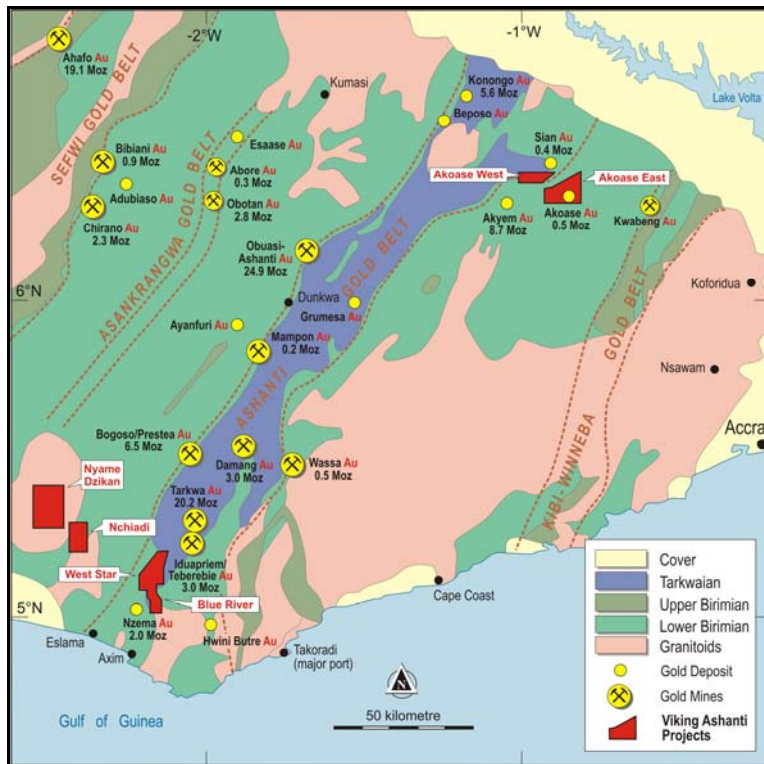 -2°W
-1°W
Ahafo Au
19.1 Moz
Kumasi
Konongo Au
5.6 Moz
Lake Volta
Beposo Au
SEFWI GOLD BELT
Bibiani Au
0.9 Moz
Esaase Au
Sian Au
0.4 Moz
Abore Au
0.3 Moz
Akoase West
Akoase East
Adubiaso Au
Obotan Au
2.8 Moz
Akyem Au
8.7 Moz
Akoase Au
0.5 Moz
Kwabeng Au
Chirano Au
2.3 Moz
ASANKRANGWA GOLD BELT
Obuasi-
Ashanti Au
24.9 Moz
ASHANTI GOLD BELT
6°N
Dunkwa
Grumesa Au
Koforidua
Ayanfuri Au
Mampon Au
0.2 Moz
KIBI-WINNEBA GOLD BELT
Nsawam
Accra
Bogoso/Prestea Au
6.5 Moz
Damang Au
3.0 Moz
Wassa Au
0.5 Moz
Nyame
Dzikan
Tarkwa Au
20.2 Moz
Nchiadi
Iduapriem/
Teberebie Au
3.0 Moz
West Star
Blue River
Cape Coast
5°N
Nzema Au
2.0 Moz
Hwini Butre Au
Eslama
Axim
Takoradi
(major port)
Gulf of Guinea
N
50 kilometre
Cover
Tarkwaian
Upper Birimian
Lower Birimian
Granitoids
Gold Deposit
Gold Mines
Viking Ashanti
Projects